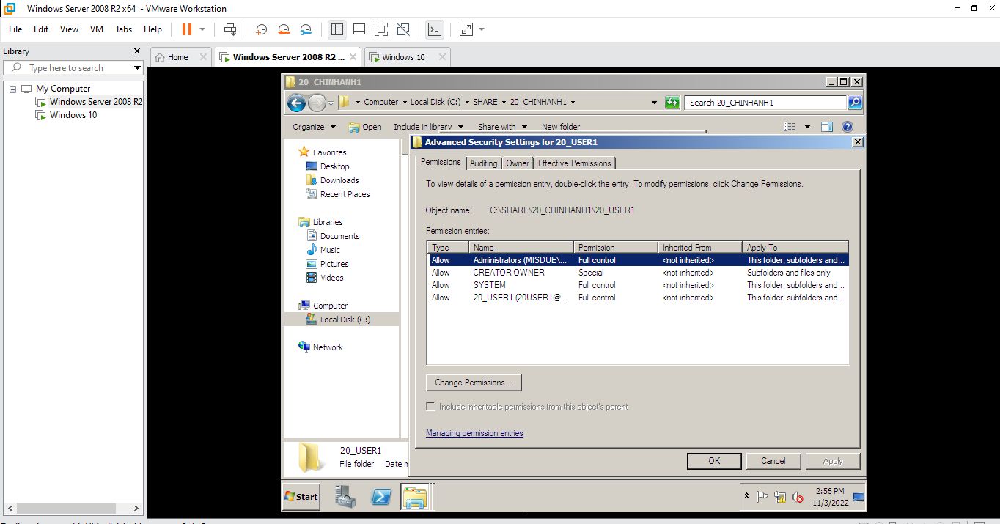 Windows Server 2008 R2 x64 - VMware Workstation
File Edit View VM Tabs Help
Library
Type here to search
My Computer
Windows Server 2008 R2
Windows 10
Home
Windows Server 2008 R2 ...
Windows 10
20_CHINHANH1
Computer Local Disk (C:) SHARE 20_CHINHANH1
Search 20_CHINHANH1
Organize Open Include in library Share with New folder
Favorites
Desktop
Downloads
Recent Places
Libraries
Documents
Music
Pictures
Videos
Computer
Local Disk (C:)
Network
Advanced Security Settings for 20_USER1
Permissions Auditing Owner Effective Permissions
To view details of a permission entry, double-click the entry. To modify permissions, click Change Permissions.
Object name: C:\SHARE\20_CHINHANH1\20_USER1
Permission entries:
Type Name Permission Inherited From Apply To
Allow Administrators (MISDUE\... Full control <not inherited> This folder, subfolders and...
Allow CREATOR OWNER Special <not inherited> Subfolders and files only
Allow SYSTEM Full control <not inherited> This folder, subfolders and...
Allow 20_USER1 (20USER1@... Full control <not inherited> This folder, subfolders and...
Change Permissions...
Include inheritable permissions from this object's parent
Managing permission entries
OK Cancel Apply
20_USER1
File folder Date m
Start
2:56 PM
11/3/2022